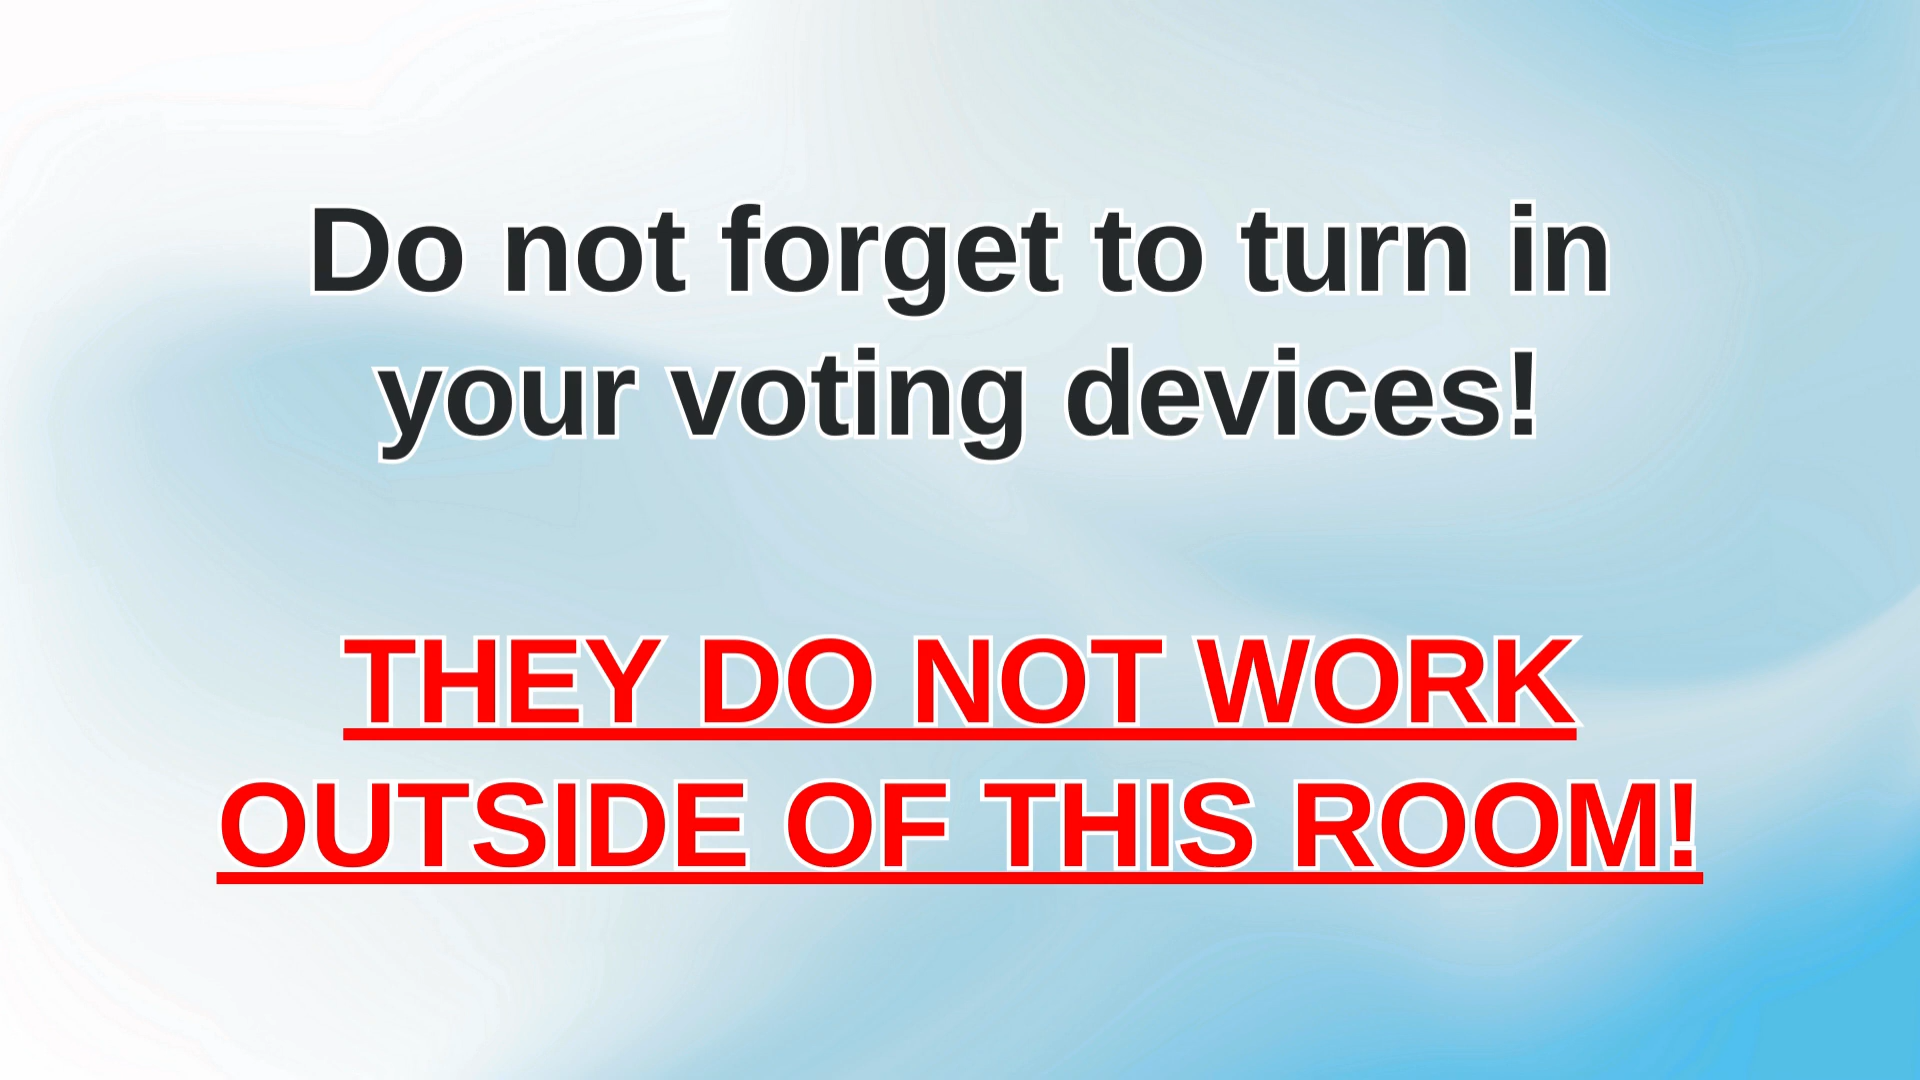 Do not forget to turn in
your voting devices!
THEY DO NOT WORK
OUTSIDE OF THIS ROOM!